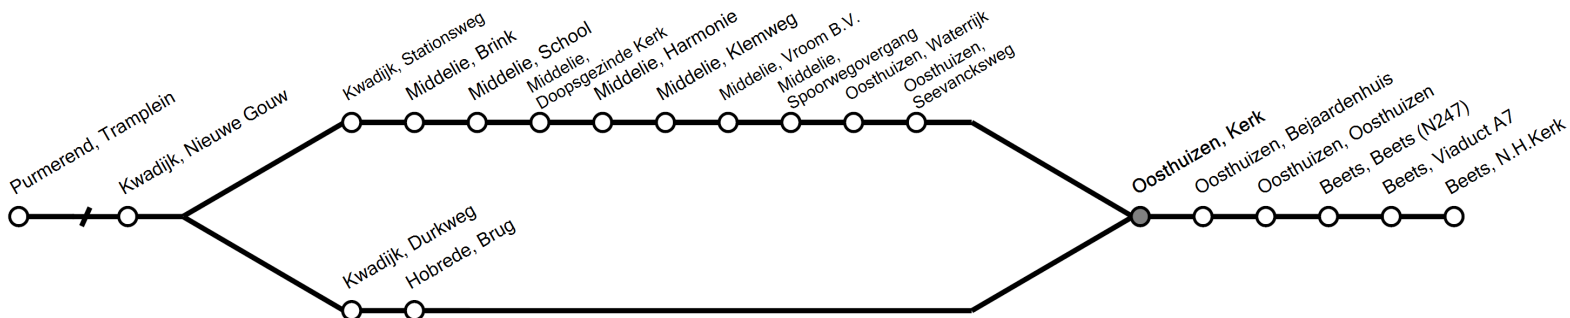 Purmerend, Tramplein
Kwadijk, Nieuwe Gouw
Kwadijk, Stationsweg
Middelie, Brink
Middelie, School
Middelie,
Doopsgezinde Kerk
Middelie, Harmonie
Middelie, Klemweg
Middelie, Vroom B.V.
Middelie,
Spoorwegovergang
Oosthuizen, Waterrijk
Oosthuizen,
Seevancksweg
Kwadijk, Durkweg
Hobrede, Brug
Oosthuizen, Kerk
Oosthuizen, Bejaardenhuis
Oosthuizen, Oosthuizen
Beets, Beets (N247)
Beets, Viaduct A7
Beets, N.H.Kerk